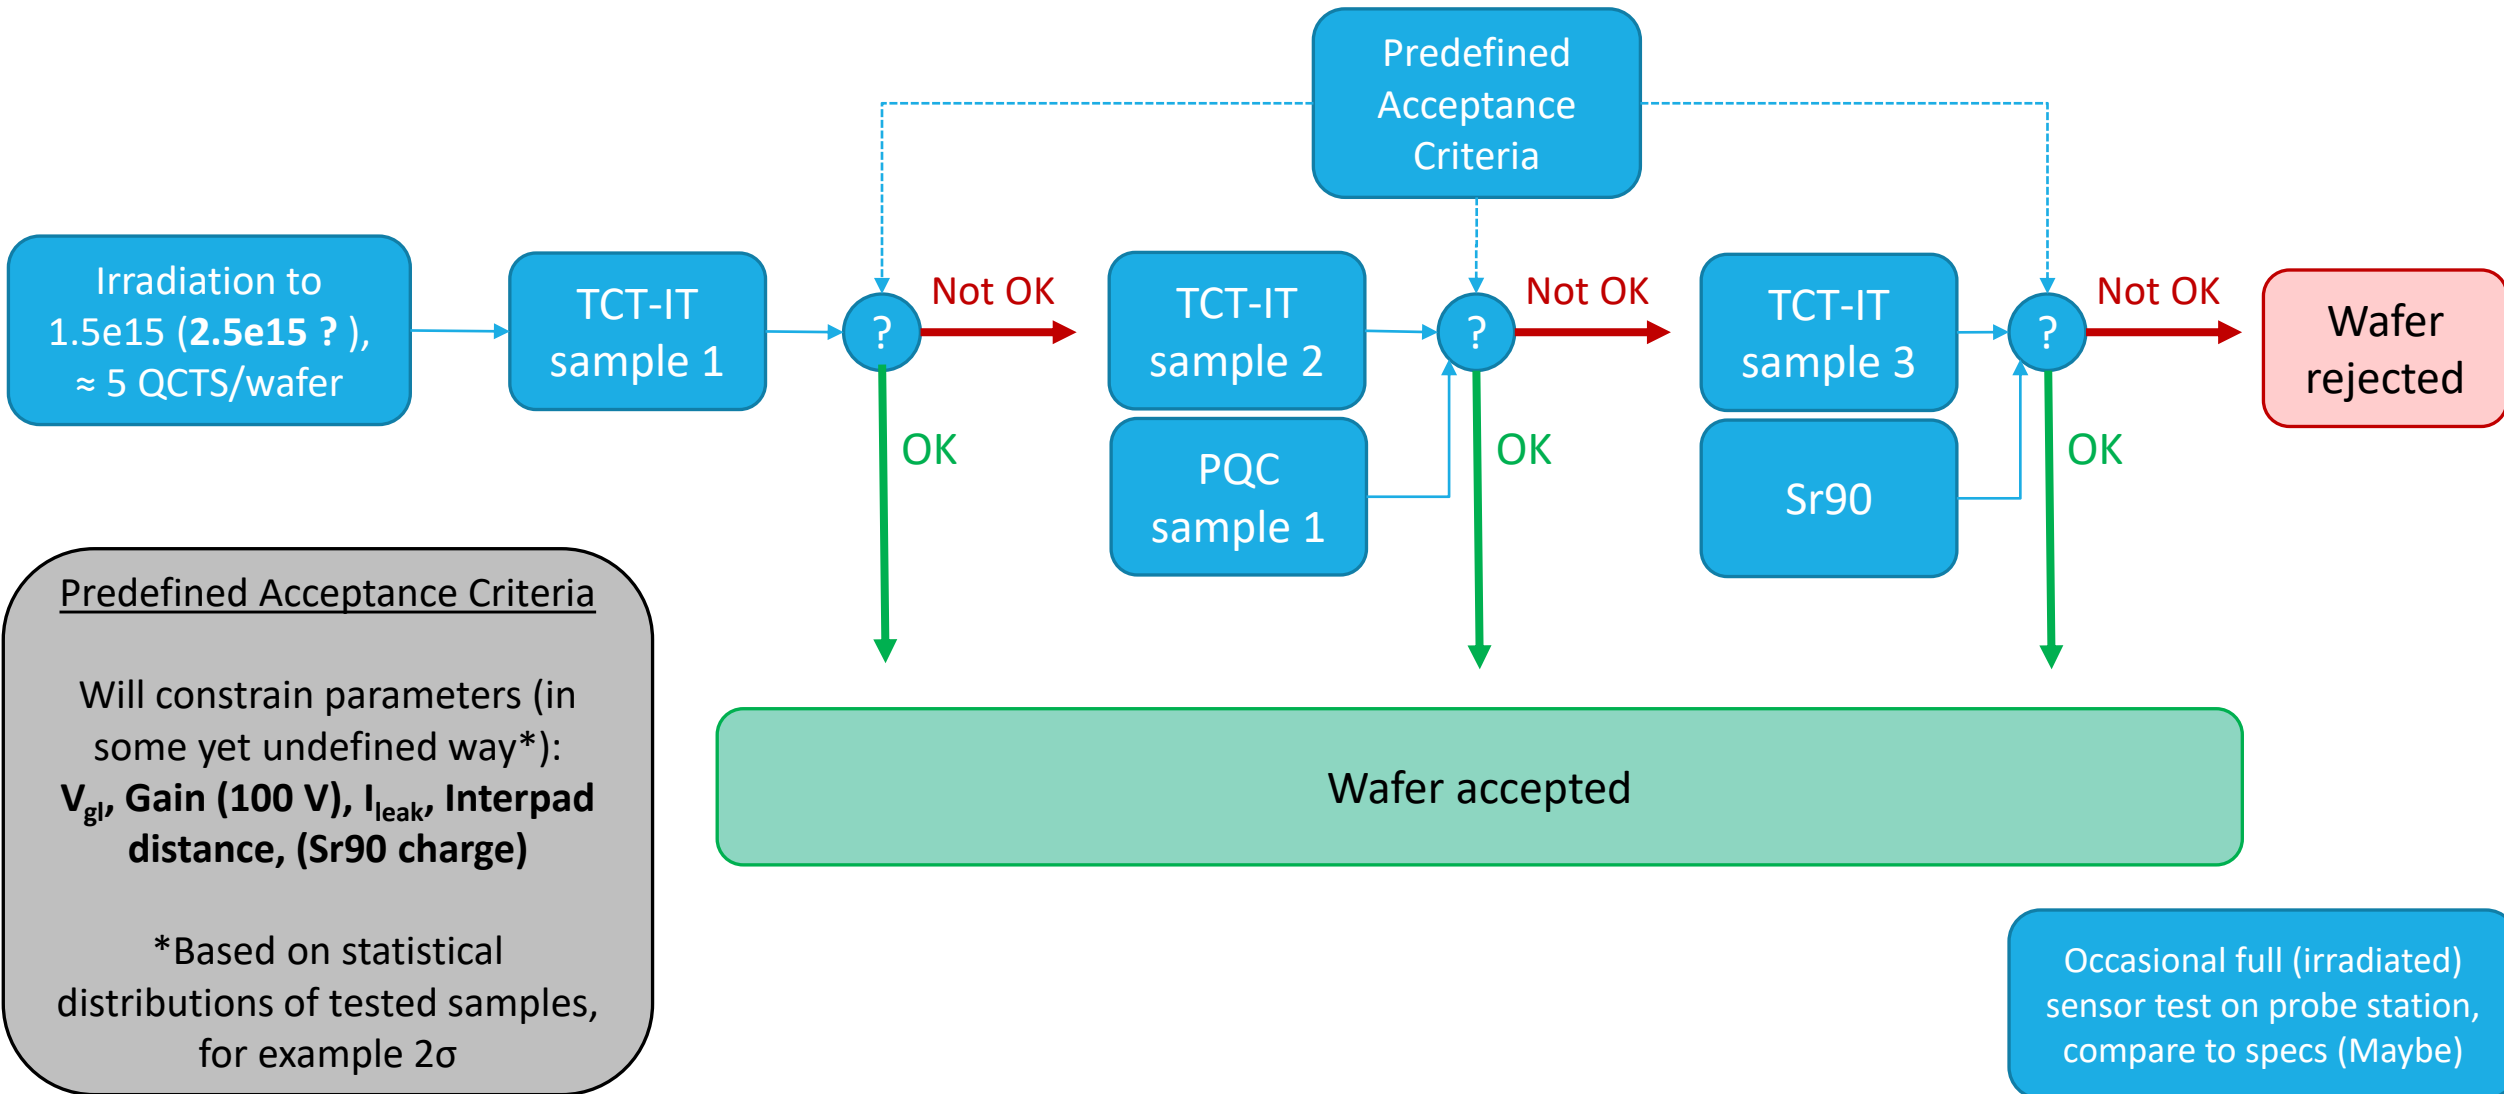 Predefined
Acceptance
Criteria
Irradiation to
1.5e15 (2.5e15 ? ),
≈ 5 QCTS/wafer
TCT-IT
sample 1
?
Not OK
OK
TCT-IT
sample 2
PQC
sample 1
?
Not OK
OK
TCT-IT
sample 3
Sr90
?
Not OK
OK
Wafer
rejected
Wafer accepted
Predefined Acceptance Criteria
Will constrain parameters (in
some yet undefined way*):
Vgl, Gain (100 V), Ileak, Interpad
distance, (Sr90 charge)
*Based on statistical
distributions of tested samples,
for example 2σ
Occasional full (irradiated)
sensor test on probe station,
compare to specs (Maybe)